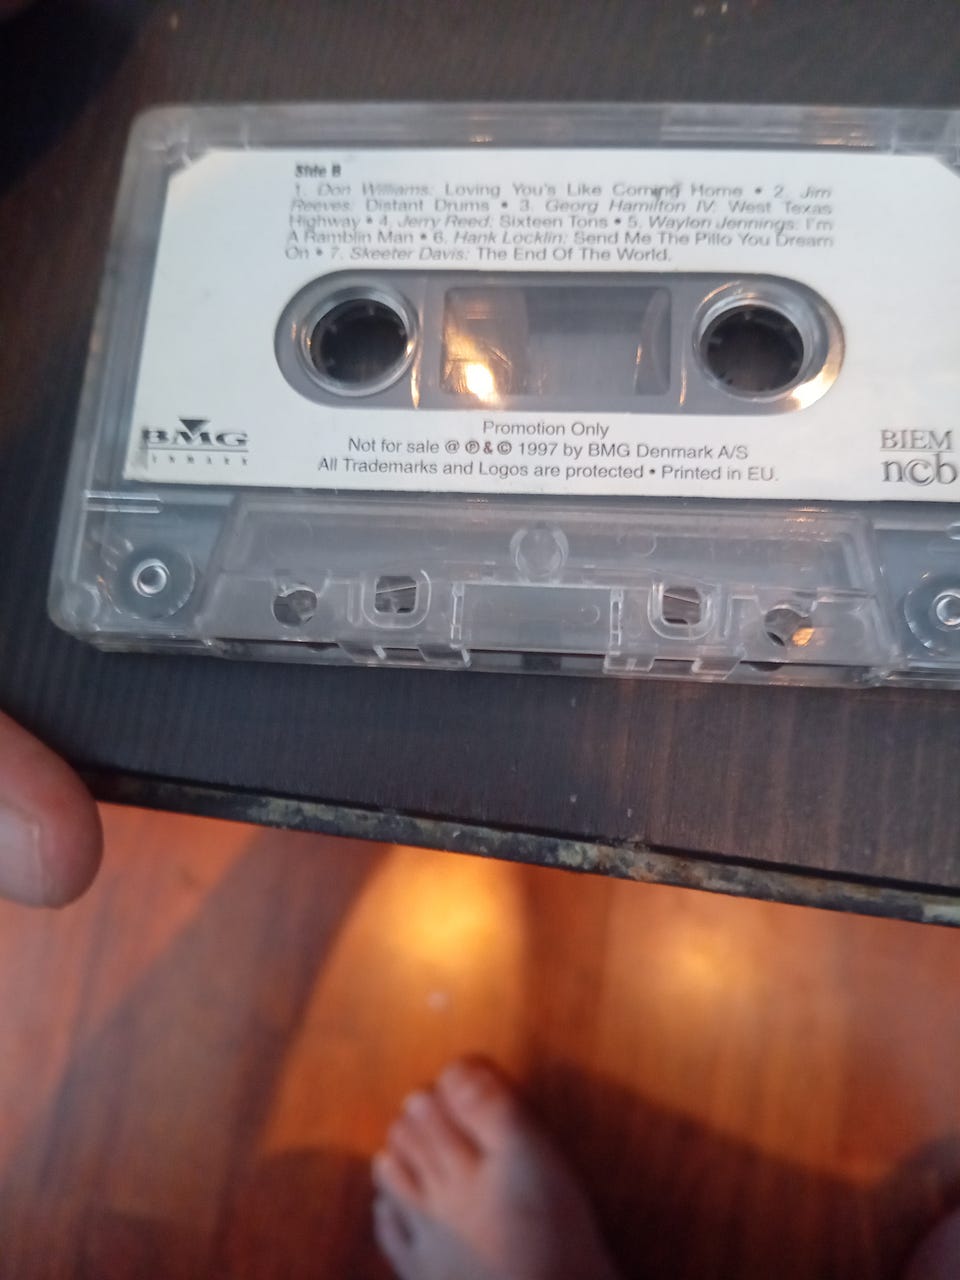 Side B
1. Don Williams: Loving You's Like Coming Home • 2. Jim
Reeves: Distant Drums • 3. Georg Hamilton IV: West Texas
Highway • 4. Jerry Reed: Sixteen Tons • 5. Waylon Jennings: I'm
A Ramblin Man • 6. Hank Locklin: Send Me The Pillo You Dream
On • 7. Skeeter Davis: The End Of The World.
BMG
Promotion Only
Not for sale @ ℗ & © 1997 by BMG Denmark A/S
All Trademarks and Logos are protected • Printed in EU.
BIEM
ncb